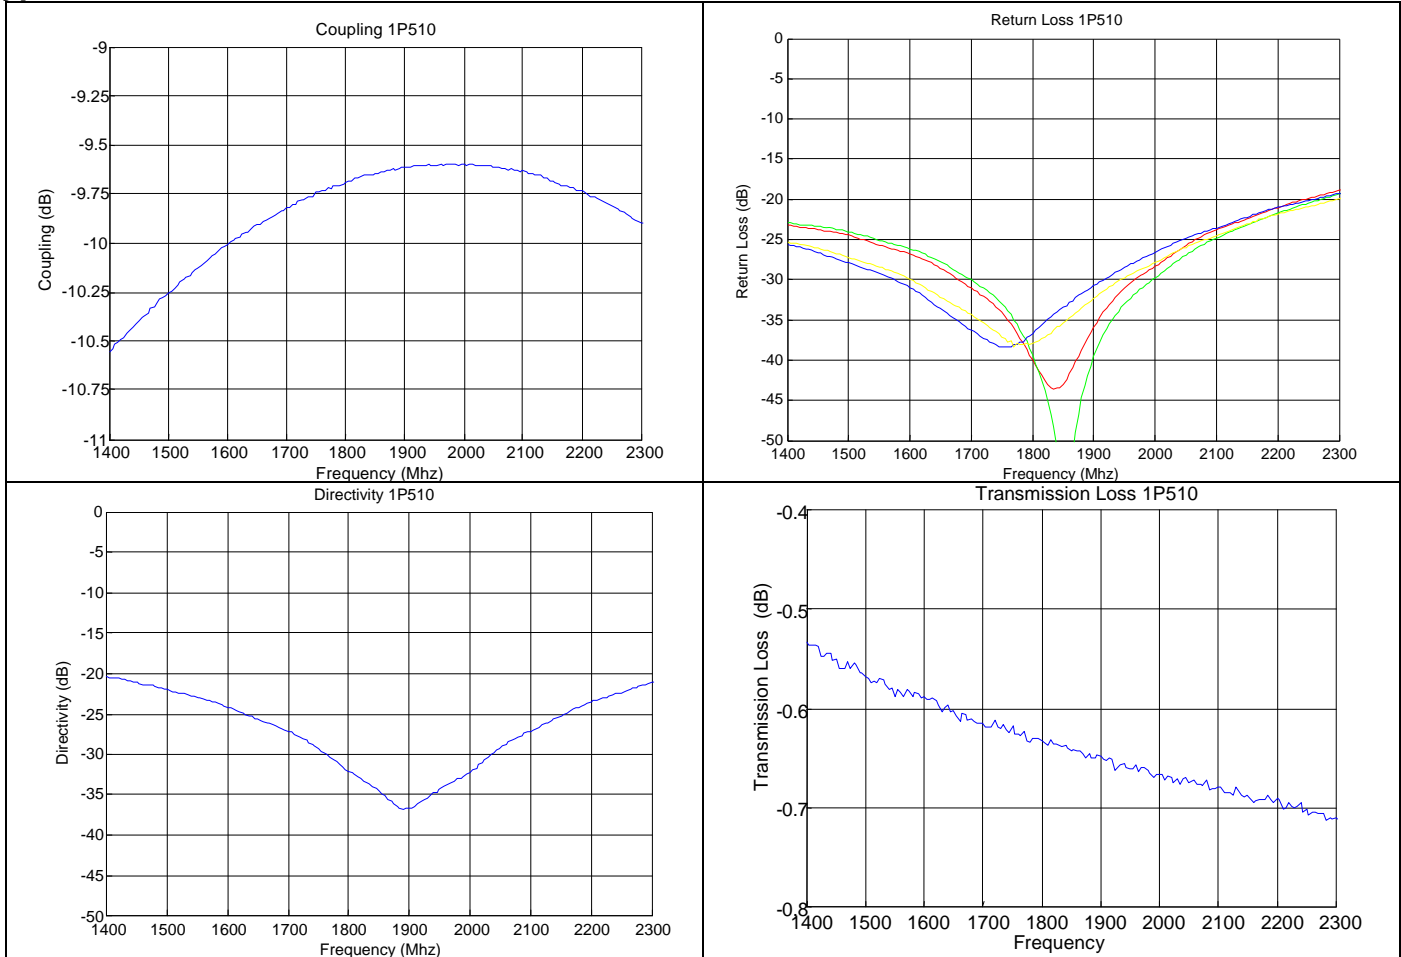 Coupling 1P510
-9
-9.25
-9.5
-9.75
-10
-10.25
-10.5
-10.75
-11
Coupling (dB)
1400 1500 1600 1700 1800 1900 2000 2100 2200 2300
Frequency (Mhz)
Return Loss 1P510
0
-5
-10
-15
-20
-25
-30
-35
-40
-45
-50
Return Loss (dB)
1400 1500 1600 1700 1800 1900 2000 2100 2200 2300
Frequency (Mhz)
Directivity 1P510
0
-5
-10
-15
-20
-25
-30
-35
-40
-45
-50
Directivity (dB)
1400 1500 1600 1700 1800 1900 2000 2100 2200 2300
Frequency (Mhz)
Transmission Loss 1P510
-0.4
-0.5
-0.6
-0.7
-0.8
Transmission Loss (dB)
1400 1500 1600 1700 1800 1900 2000 2100 2200 2300
Frequency